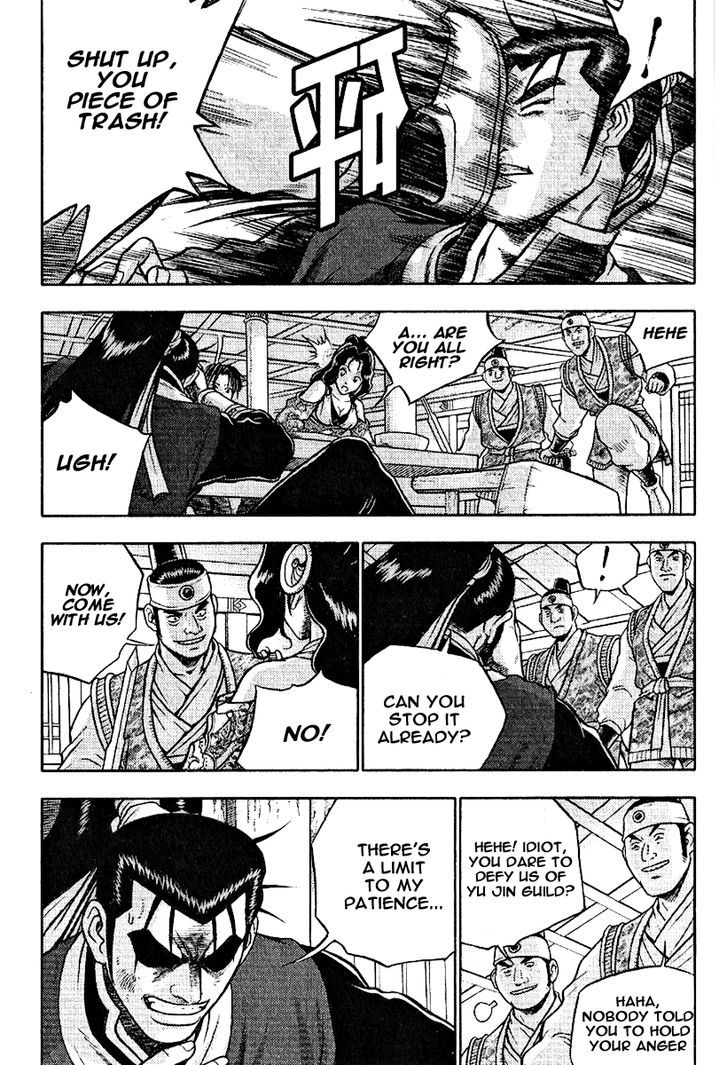 SHUT UP,
YOU
PIECE OF
TRASH!
!
A... ARE
YOU ALL
RIGHT?
HEHE
UGH!
NOW,
COME
WITH US!
NO!
!
CAN YOU
STOP IT
ALREADY?
THERE'S
A LIMIT
TO MY
PATIENCE...
HEHE! IDIOT,
YOU DARE TO
DEFY US OF
YU JIN GUILD?
HAHA,
NOBODY TOLD
YOU TO HOLD
YOUR ANGER